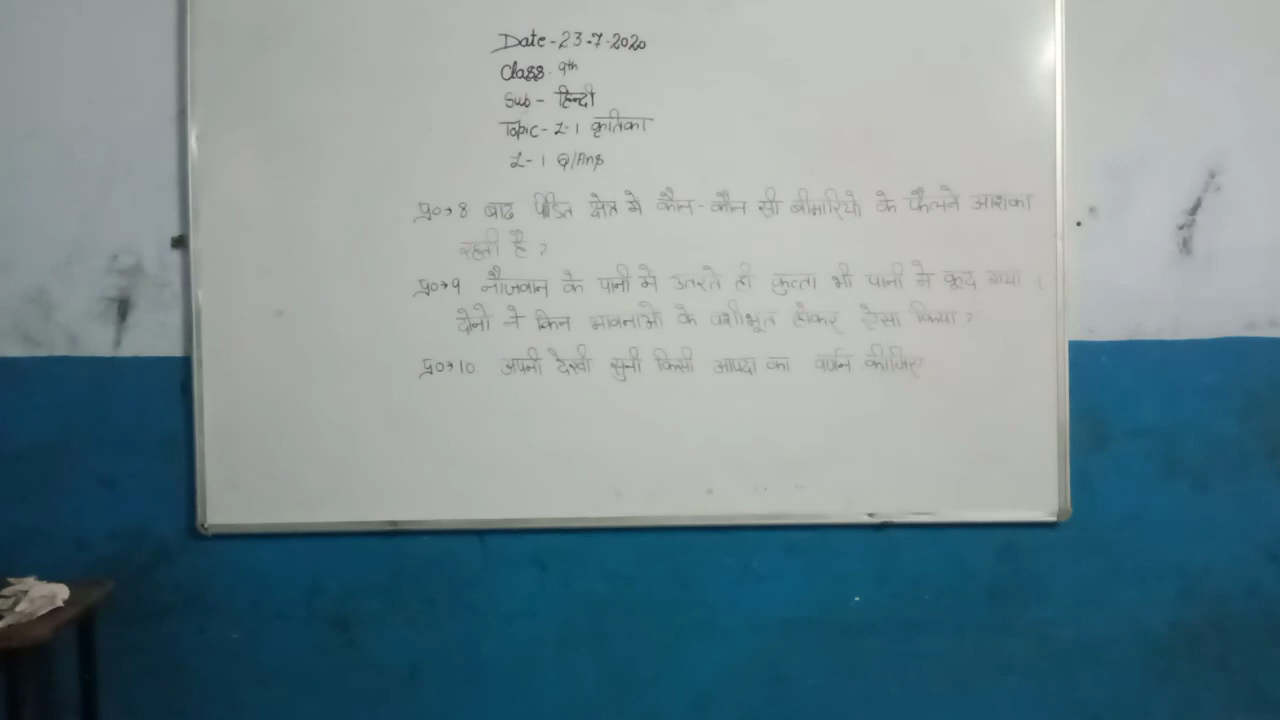 Date - 23-7-2020
Class - 9th
Sub - हिन्दी
Topic - L-1 कृतिका
L-1 Q/Ans
प्र०→8 बाढ पीडित क्षेत्र मे कौन-कौन सी बीमारियो के फैलने आशका
रहती है ?
प्र०→9 नौजवान के पानी मे उतरते ही कुत्ता भी पानी मे कूद गया ।
दोनो ने किन भावनाओ के वशीभूत होकर ऐसा किया ?
प्र०→10 अपनी देखी सुनी किसी आपदा का वर्णन कीजिए